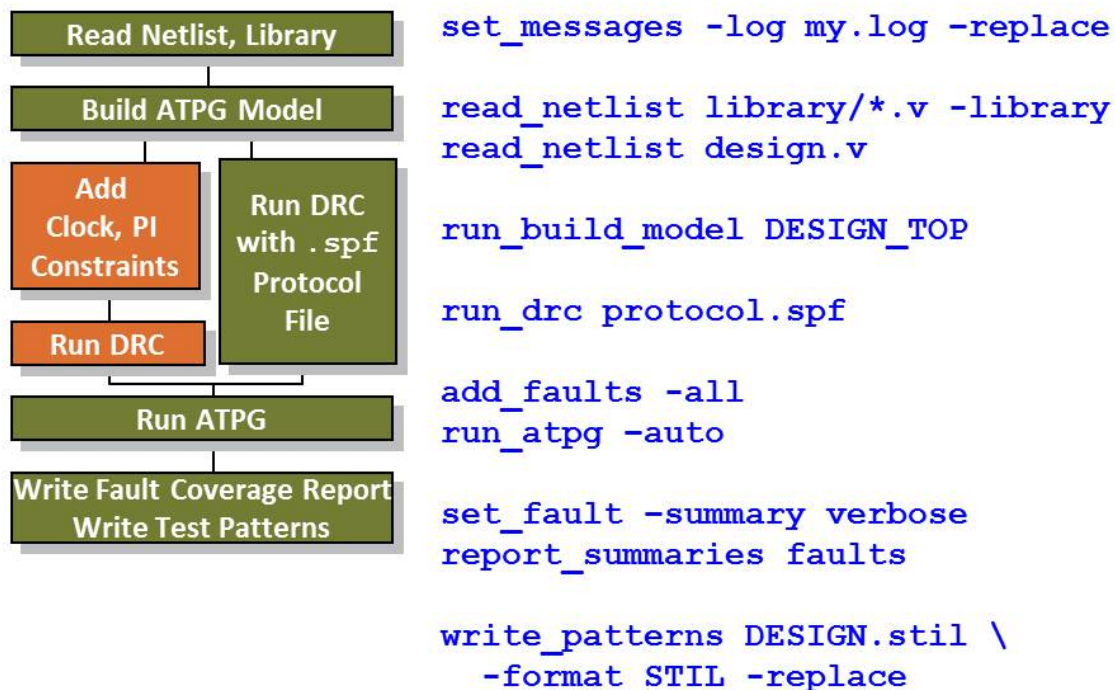 Read Netlist, Library
Build ATPG Model
Add
Clock, PI
Constraints
Run DRC
Run DRC
with .spf
Protocol
File
Run ATPG
Write Fault Coverage Report
Write Test Patterns
set_messages -log my.log –replace
read_netlist library/*.v -library
read_netlist design.v
run_build_model DESIGN_TOP
run_drc protocol.spf
add_faults -all
run_atpg –auto
set_fault –summary verbose
report_summaries faults
write_patterns DESIGN.stil \
-format STIL -replace